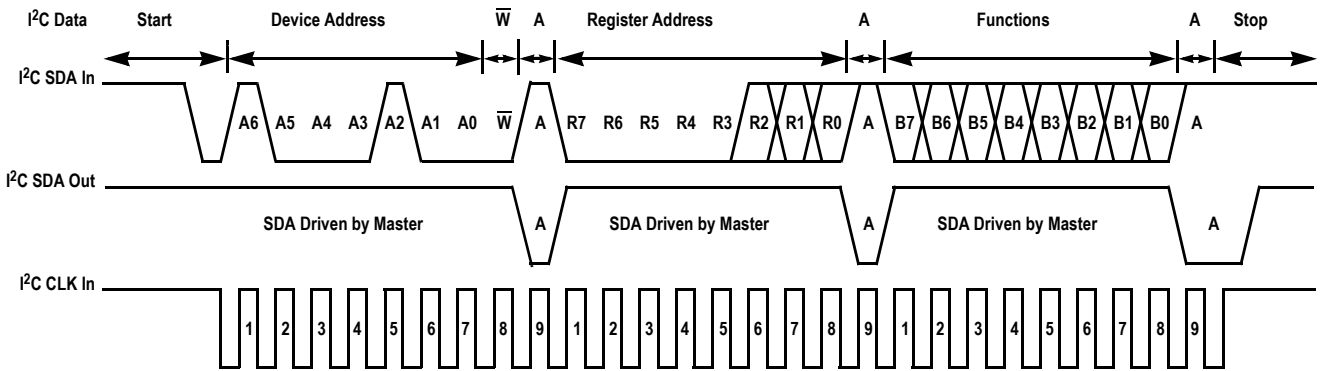 I²C Data Start Device Address W̅ A Register Address A Functions A Stop
I²C SDA In
A6 A5 A4 A3 A2 A1 A0 W̅ A R7 R6 R5 R4 R3 R2 R1 R0 A B7 B6 B5 B4 B3 B2 B1 B0 A
I²C SDA Out
SDA Driven by Master A SDA Driven by Master A SDA Driven by Master A
I²C CLK In
1 2 3 4 5 6 7 8 9 1 2 3 4 5 6 7 8 9 1 2 3 4 5 6 7 8 9